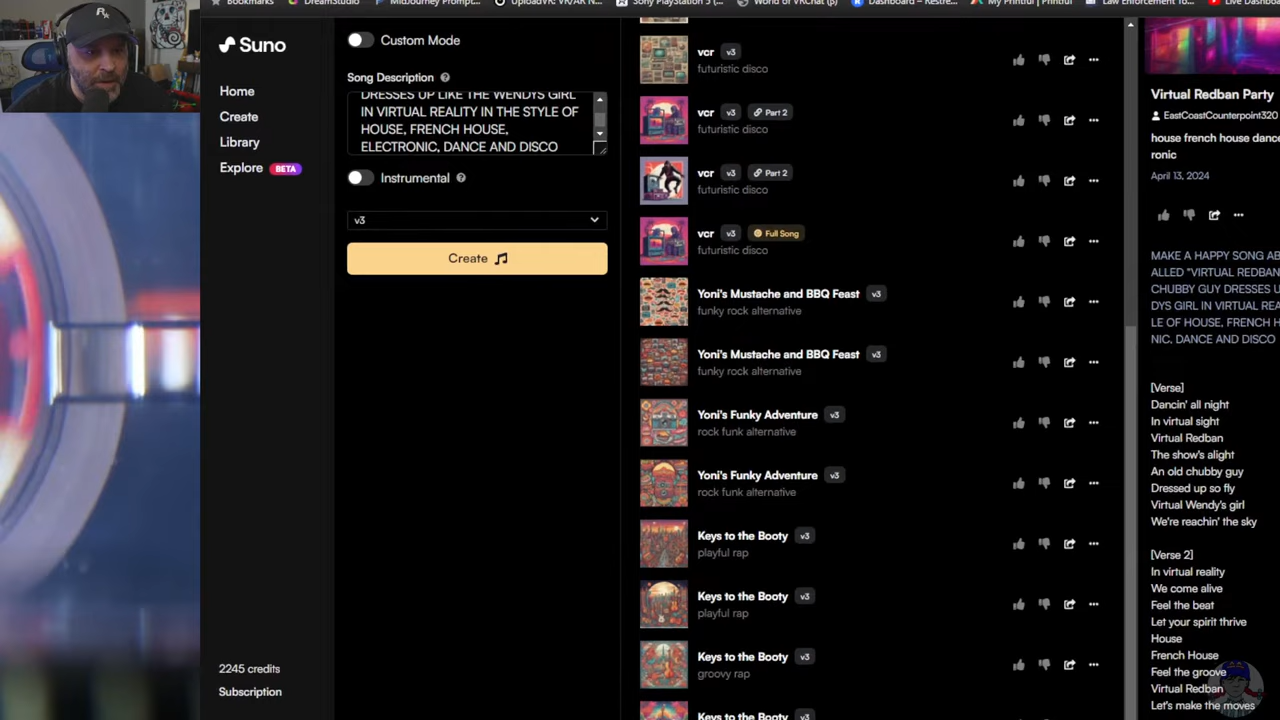 Bookmarks
DreamStudio
MidJourney Prompt...
UploadVR: VR/AR N...
Sony PlayStation 5 (...
World of VRChat (5)
Dashboard – Restre...
My Printful | Printful
Law Enforcement To...
Live Dashboa
Suno
Home
Create
Library
Explore BETA
2245 credits
Subscription
Custom Mode
Song Description
DRESSES UP LIKE THE WENDYS GIRL
IN VIRTUAL REALITY IN THE STYLE OF
HOUSE, FRENCH HOUSE,
ELECTRONIC, DANCE AND DISCO
Instrumental
v3
Create
vcr v3
futuristic disco
vcr v3 Part 2
futuristic disco
vcr v3 Part 2
futuristic disco
vcr v3 Full Song
futuristic disco
Yoni's Mustache and BBQ Feast v3
funky rock alternative
Yoni's Mustache and BBQ Feast v3
funky rock alternative
Yoni's Funky Adventure v3
rock funk alternative
Yoni's Funky Adventure v3
rock funk alternative
Keys to the Booty v3
playful rap
Keys to the Booty v3
playful rap
Keys to the Booty v3
groovy rap
Keys to the Booty v3
Virtual Redban Party
EastCoastCounterpoint320
house french house dance
ronic
April 13, 2024
MAKE A HAPPY SONG AB
ALLED "VIRTUAL REDBAN
CHUBBY GUY DRESSES U
DYS GIRL IN VIRTUAL REA
LE OF HOUSE, FRENCH H
NIC, DANCE AND DISCO
[Verse]
Dancin' all night
In virtual sight
Virtual Redban
The show's alight
An old chubby guy
Dressed up so fly
Virtual Wendy's girl
We're reachin' the sky
[Verse 2]
In virtual reality
We come alive
Feel the beat
Let your spirit thrive
House
French House
Feel the groove
Virtual Redban
Let's make the moves